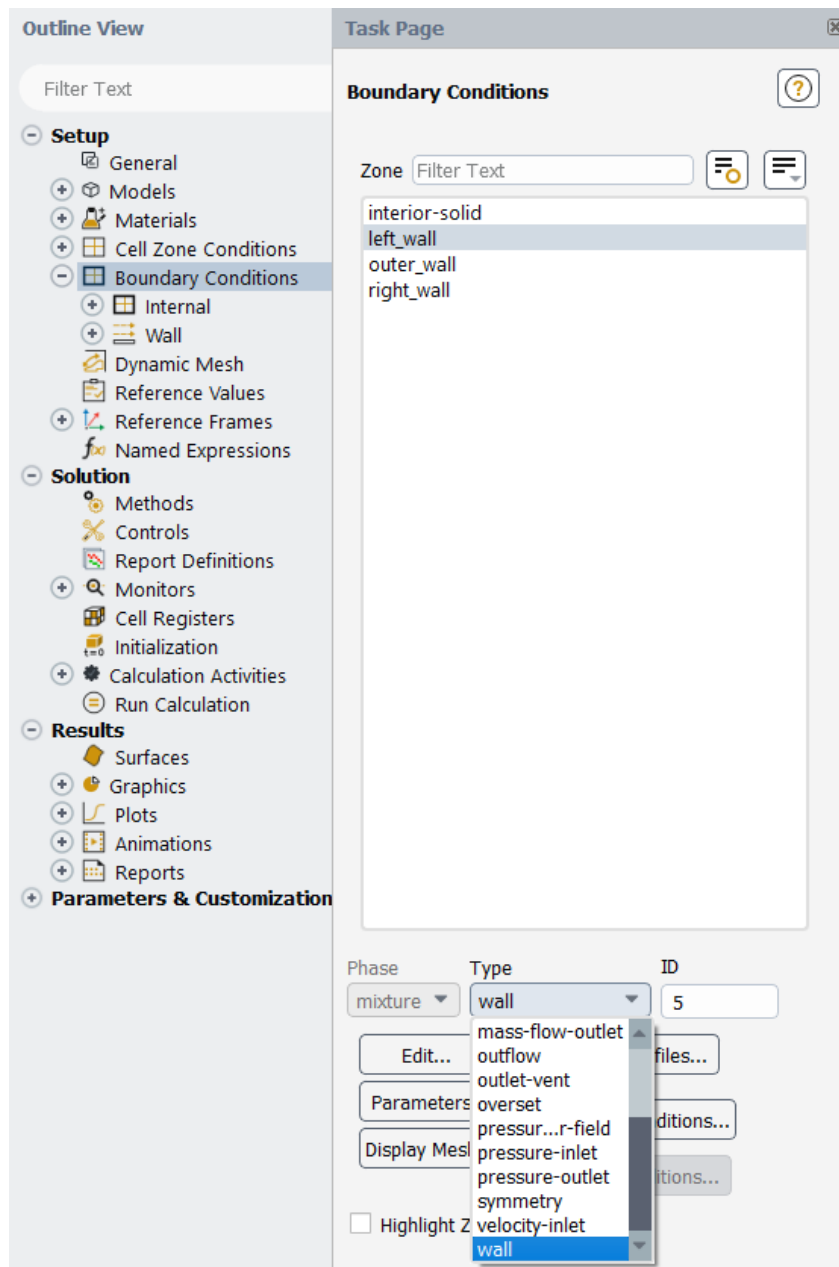 Outline View
Filter Text
Setup
General
Models
Materials
Cell Zone Conditions
Boundary Conditions
Internal
Wall
Dynamic Mesh
Reference Values
Reference Frames
Named Expressions
Solution
Methods
Controls
Report Definitions
Monitors
Cell Registers
t=0 Initialization
Calculation Activities
Run Calculation
Results
Surfaces
Graphics
Plots
Animations
Reports
Parameters & Customization
Task Page
Boundary Conditions
?
Zone Filter Text
interior-solid
left_wall
outer_wall
right_wall
Phase Type ID
mixture wall 5
Edit... files...
Parameters ditions...
Display Mesh itions...
Highlight Z
mass-flow-outlet
outflow
outlet-vent
overset
pressur...r-field
pressure-inlet
pressure-outlet
symmetry
velocity-inlet
wall